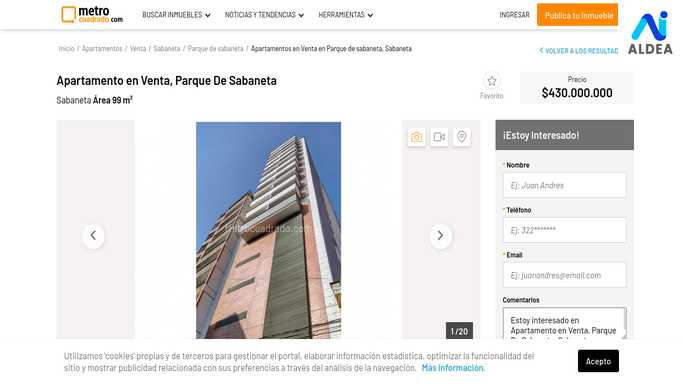 metro
cuadrado.com
BUSCAR INMUEBLES
NOTICIAS Y TENDENCIAS
HERRAMIENTAS
INGRESAR
Publica tu Inmueble
ALDEA
Inicio / Apartamentos / Venta / Sabaneta / Parque de sabaneta / Apartamentos en Venta en Parque de sabaneta, Sabaneta
VOLVER A LOS RESULTAD
Apartamento en Venta, Parque De Sabaneta
Sabaneta Área 99 m²
Favorito
Precio
$430.000.000
metrocuadrado.com
1 / 20
¡Estoy Interesado!
* Nombre
Ej: Juan Andres
* Teléfono
Ej: 322*******
* Email
Ej: juanandres@email.com
Comentarios
Estoy interesado en
Apartamento en Venta, Parque
Utilizamos 'cookies' propias y de terceros para gestionar el portal, elaborar información estadística, optimizar la funcionalidad del
sitio y mostrar publicidad relacionada con sus preferencias a través del análisis de la navegación. Más información.
Acepto